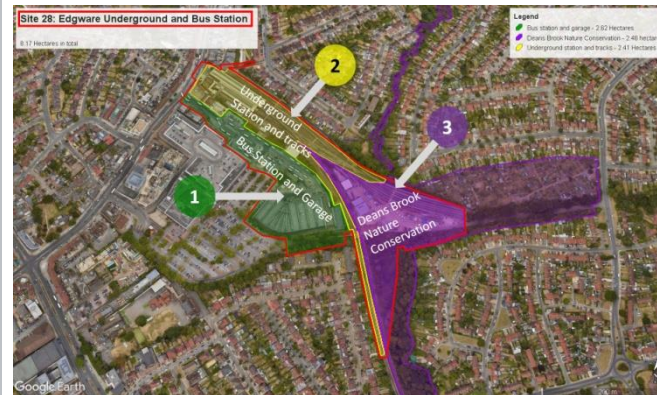 Site 28: Edgware Underground and Bus Station
8.17 Hectares in total
Legend
Bus station and garage - 2.82 Hectares
Deans Brook Nature Conservation - 2.46 hectar
Underground station and tracks - 2.41 Hectares
2
Underground
Station and tracks
3
1
Bus Station and Garage
Deans Brook
Nature
Conservation
Google Earth